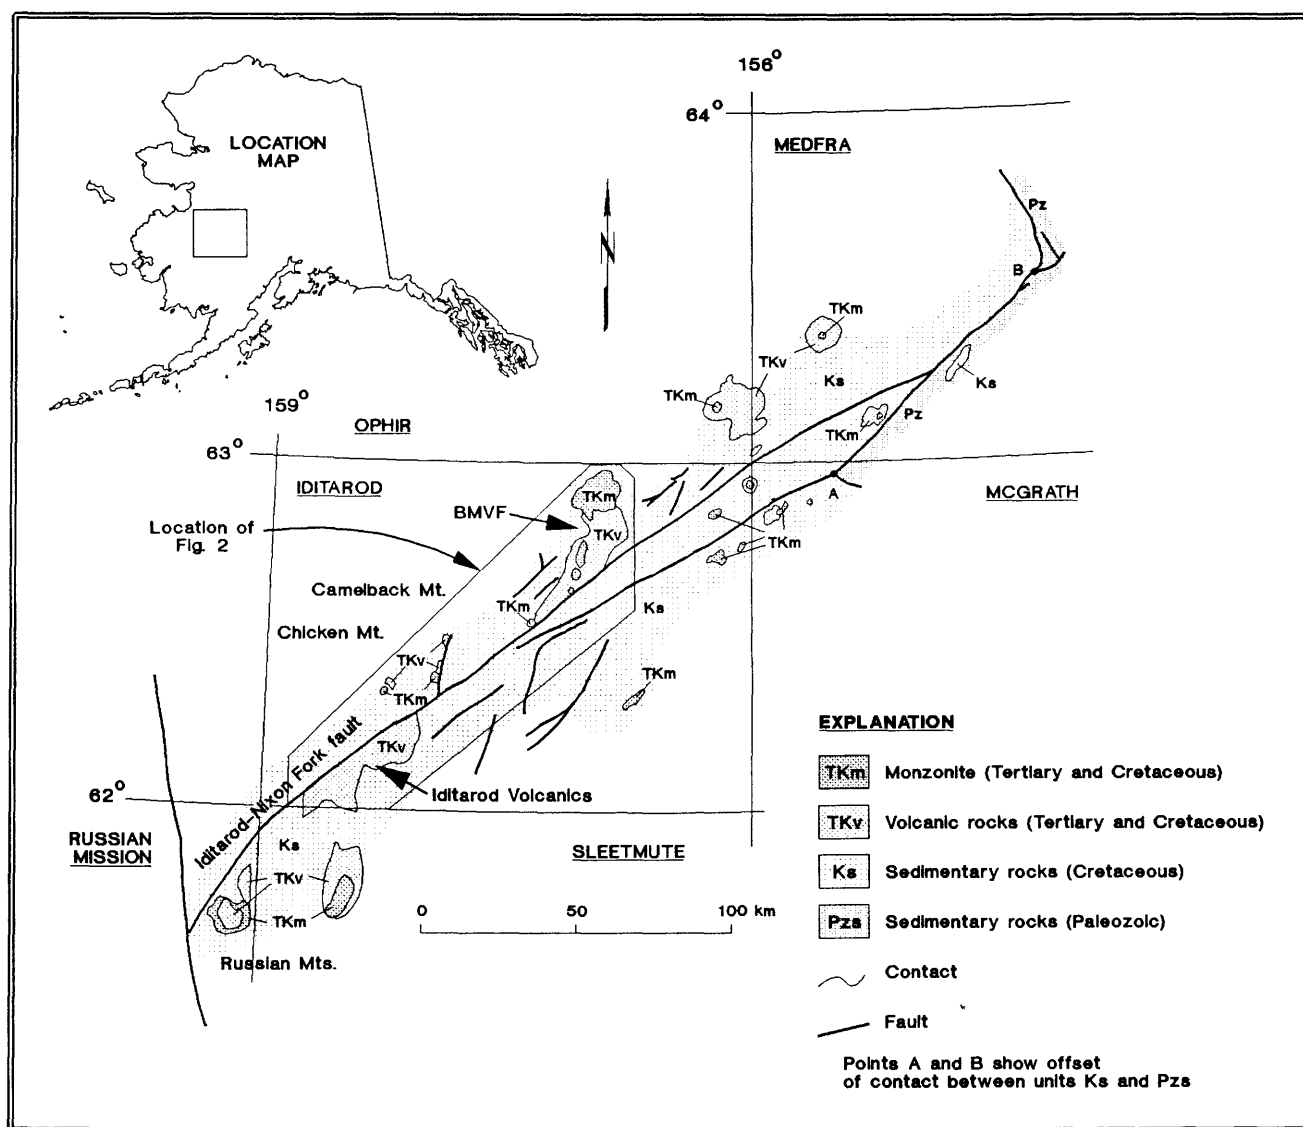 156°
64°
LOCATION
MAP
MEDFRA
N
Pz
B
TKm
TKv
Ks
TKm
Ks
159°
OPHIR
Pz
TKm
63°
IDITAROD
TKm
A
MCGRATH
BMVF
Location of
Fig. 2
TKv
TKm
Camelback Mt.
TKm
Ks
Chicken Mt.
TKv
TKm
TKm
TKv
Iditarod-Nixon Fork fault
Iditarod Volcanics
62°
RUSSIAN
MISSION
Ks
SLEETMUTE
TKv
TKm
0 50 100 km
Russian Mts.
EXPLANATION
TKm Monzonite (Tertiary and Cretaceous)
TKv Volcanic rocks (Tertiary and Cretaceous)
Ks Sedimentary rocks (Cretaceous)
Pzs Sedimentary rocks (Paleozoic)
Contact
Fault
Points A and B show offset
of contact between units Ks and Pzs